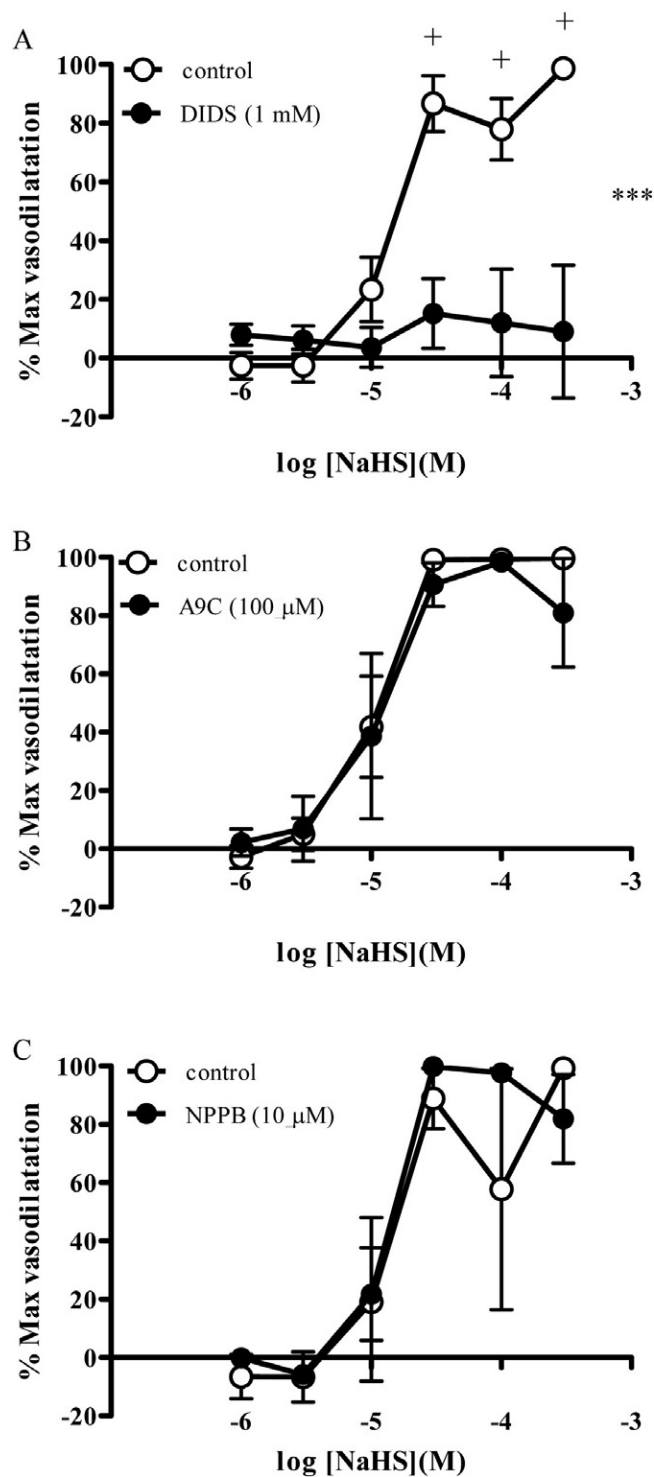 A
+ + +
100
control
DIDS (1 mM)
80
60
***
40
20
0
-20
-6 -5 -4 -3
% Max vasodilatation
log [NaHS](M)
B
100
control
A9C (100 µM)
80
60
40
20
0
-20
-6 -5 -4 -3
% Max vasodilatation
log [NaHS](M)
C
100
control
NPPB (10 µM)
80
60
40
20
0
-20
-6 -5 -4 -3
% Max vasodilatation
log [NaHS](M)